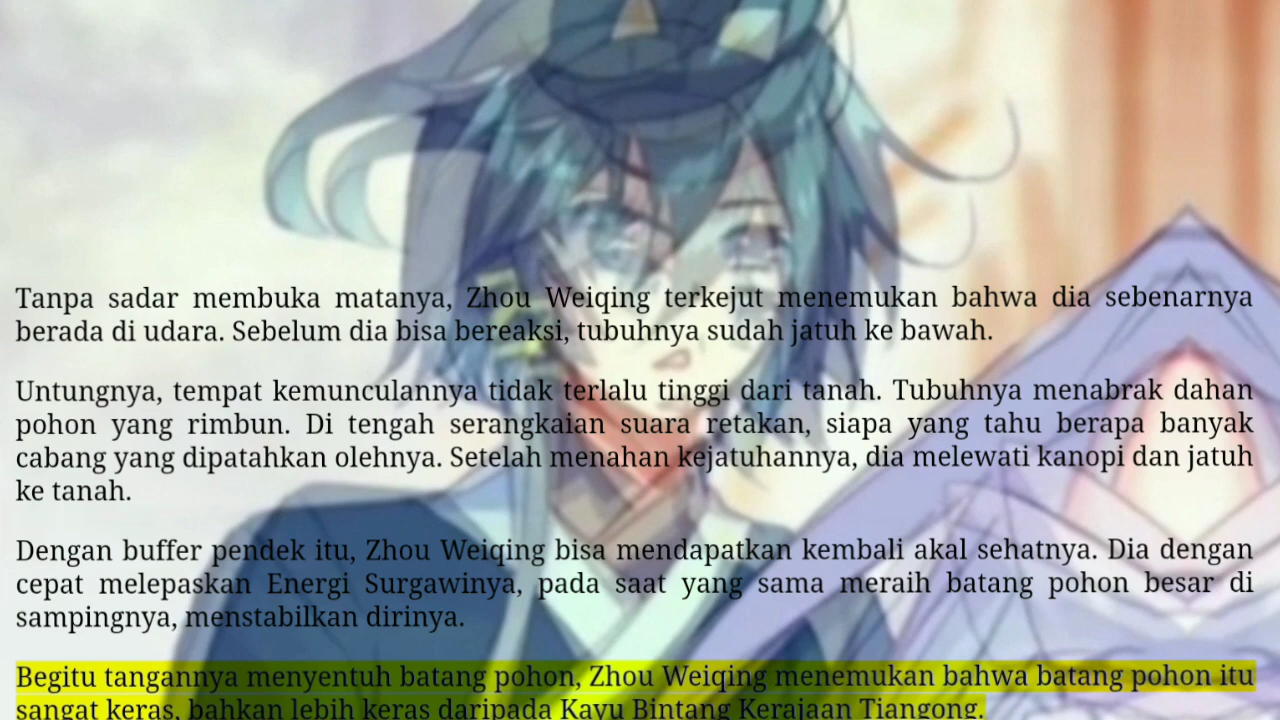 Tanpa sadar membuka matanya, Zhou Weiqing terkejut menemukan bahwa dia sebenarnya
berada di udara. Sebelum dia bisa bereaksi, tubuhnya sudah jatuh ke bawah.
Untungnya, tempat kemunculannya tidak terlalu tinggi dari tanah. Tubuhnya menabrak dahan
pohon yang rimbun. Di tengah serangkaian suara retakan, siapa yang tahu berapa banyak
cabang yang dipatahkan olehnya. Setelah menahan kejatuhannya, dia melewati kanopi dan jatuh
ke tanah.
Dengan buffer pendek itu, Zhou Weiqing bisa mendapatkan kembali akal sehatnya. Dia dengan
cepat melepaskan Energi Surgawinya, pada saat yang sama meraih batang pohon besar di
sampingnya, menstabilkan dirinya.
Begitu tangannya menyentuh batang pohon, Zhou Weiqing menemukan bahwa batang pohon itu
sangat keras, bahkan lebih keras daripada Kayu Bintang Kerajaan Tiangong.